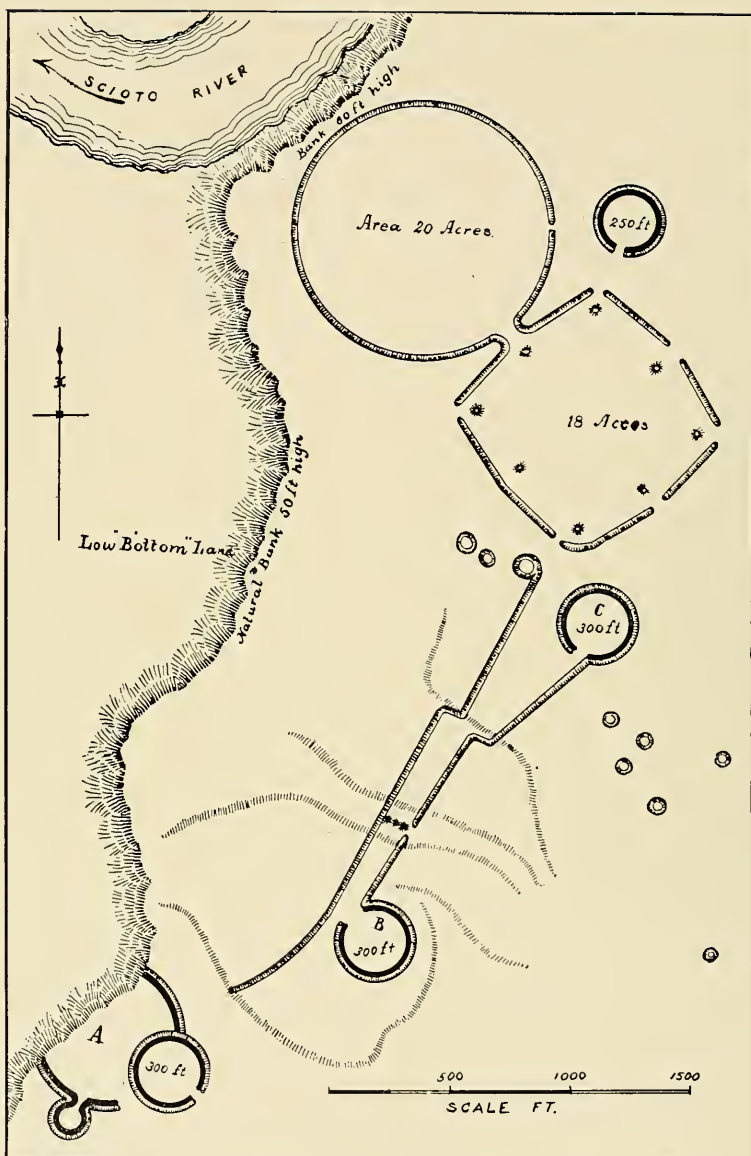 SCIOTO RIVER
Bank 60 ft high
Area 20 Acres.
250 ft
18 Acres
Natural Bank 50 ft high
Low "Bottom" Land
C
300 ft
B
300 ft
A
300 ft
500 1000 1500
SCALE FT.